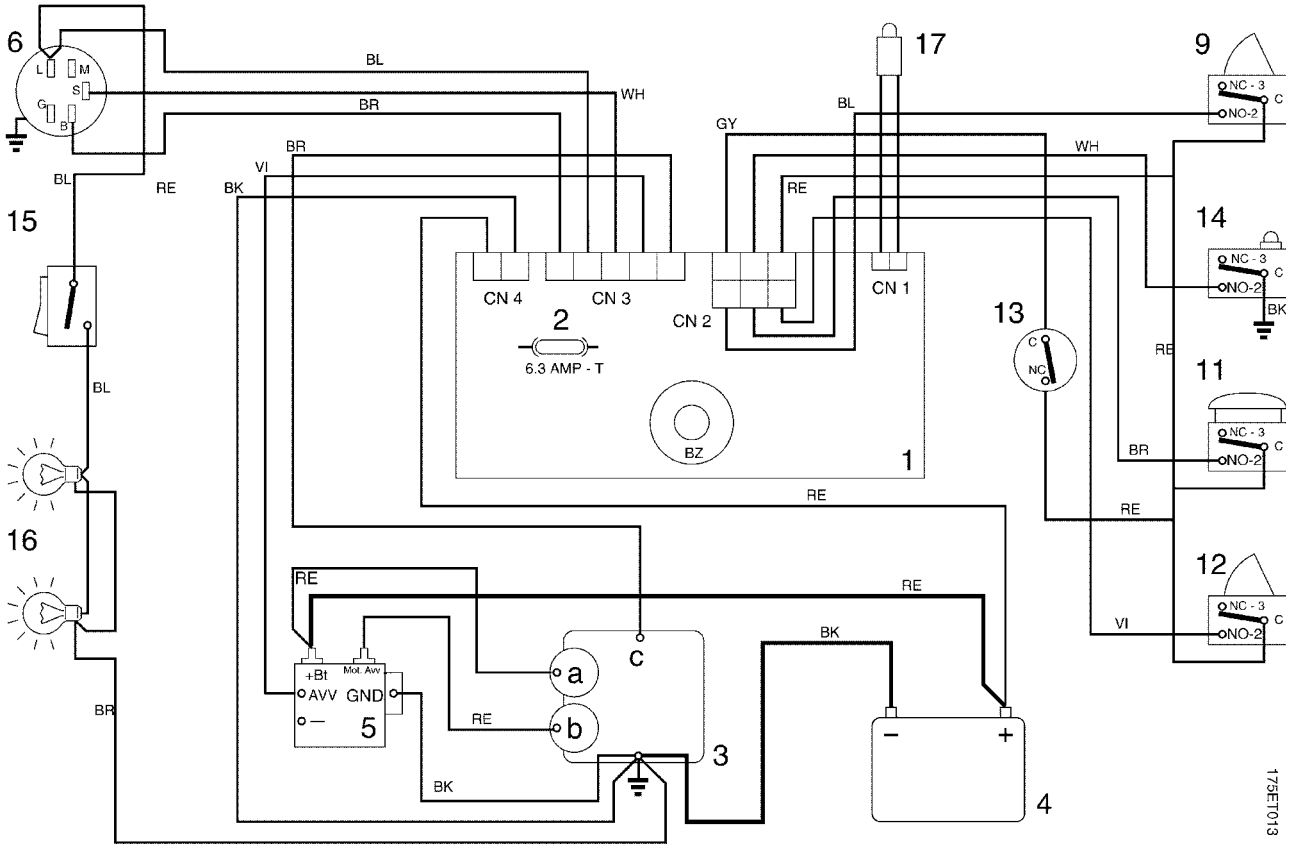 6
17
9
L
M
S
G
B
BL
WH
BR
BL
GY
NC - 3
C
NO-2
WH
BR
VI
BK
RE
BL
RE
15
14
NC - 3
C
NO-2
BK
CN 4
CN 3
CN 2
CN 1
2
6.3 AMP - T
13
C
NC
RE
11
NC - 3
C
NO-2
BL
BZ
1
BR
RE
RE
16
12
RE
RE
NC - 3
C
NO-2
VI
BK
+Bt
Mot. Avv
AVV
GND
—
5
a
b
c
3
RE
BK
BR
−
+
4
175ET013